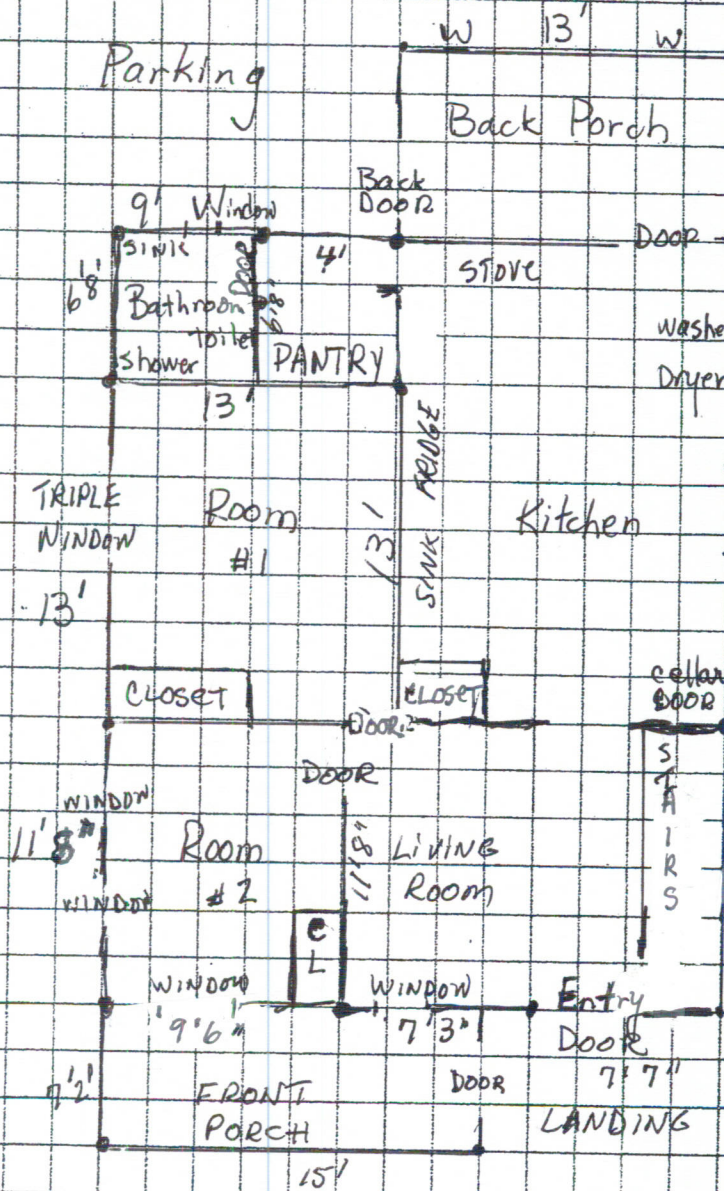 W 13' W
Parking
Back Porch
Back
DOOR
9' Window
SINK
DOOR
6'8"
4'
STOVE
DOOR
Bathroom
6'8"
toilet
Shower
PANTRY
washe
Dryer
13'
TRIPLE
WINDOW
Room
#1
13'
FRIDGE
SINK
Kitchen
13'
CLOSET
CLOSET
cellar
DOOR
DOOR
DOOR
STAIRS
WINDOW
11'8"
Room
#2
11'8"
LIVING
ROOM
WINDOW
CL
WINDOW
9'6"
WINDOW
7'3"
Entry
Door
7'7"
7'2'
FRONT
PORCH
DOOR
LANDING
15'